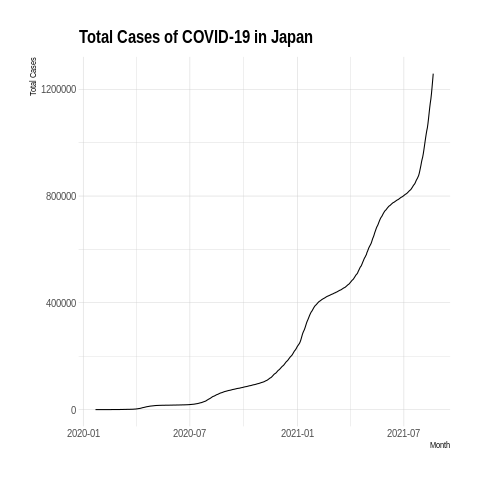 Total Cases of COVID-19 in Japan
Total Cases
1200000
800000
400000
0
2020-01 2020-07 2021-01 2021-07
Month